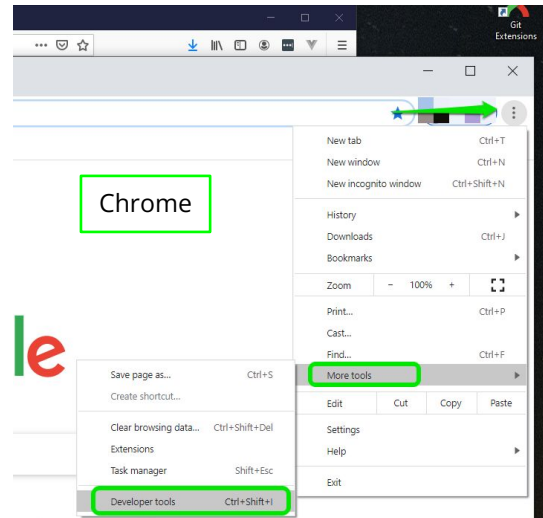 Git
Extensions
New tab Ctrl+T
New window Ctrl+N
New incognito window Ctrl+Shift+N
Chrome
History
Downloads Ctrl+J
Bookmarks
Zoom - 100% +
Print... Ctrl+P
Cast...
Find... Ctrl+F
le
More tools
Save page as... Ctrl+S
Create shortcut...
Edit Cut Copy Paste
Clear browsing data... Ctrl+Shift+Del
Settings
Extensions
Help
Task manager Shift+Esc
Exit
Developer tools Ctrl+Shift+I